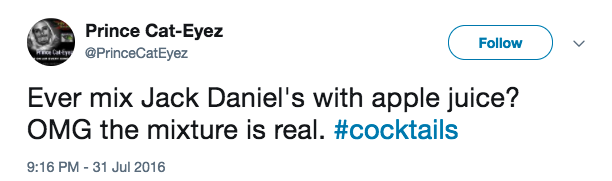 Prince Cat-Eyez
@PrinceCatEyez
Follow
Ever mix Jack Daniel's with apple juice?
OMG the mixture is real. #cocktails
9:16 PM - 31 Jul 2016